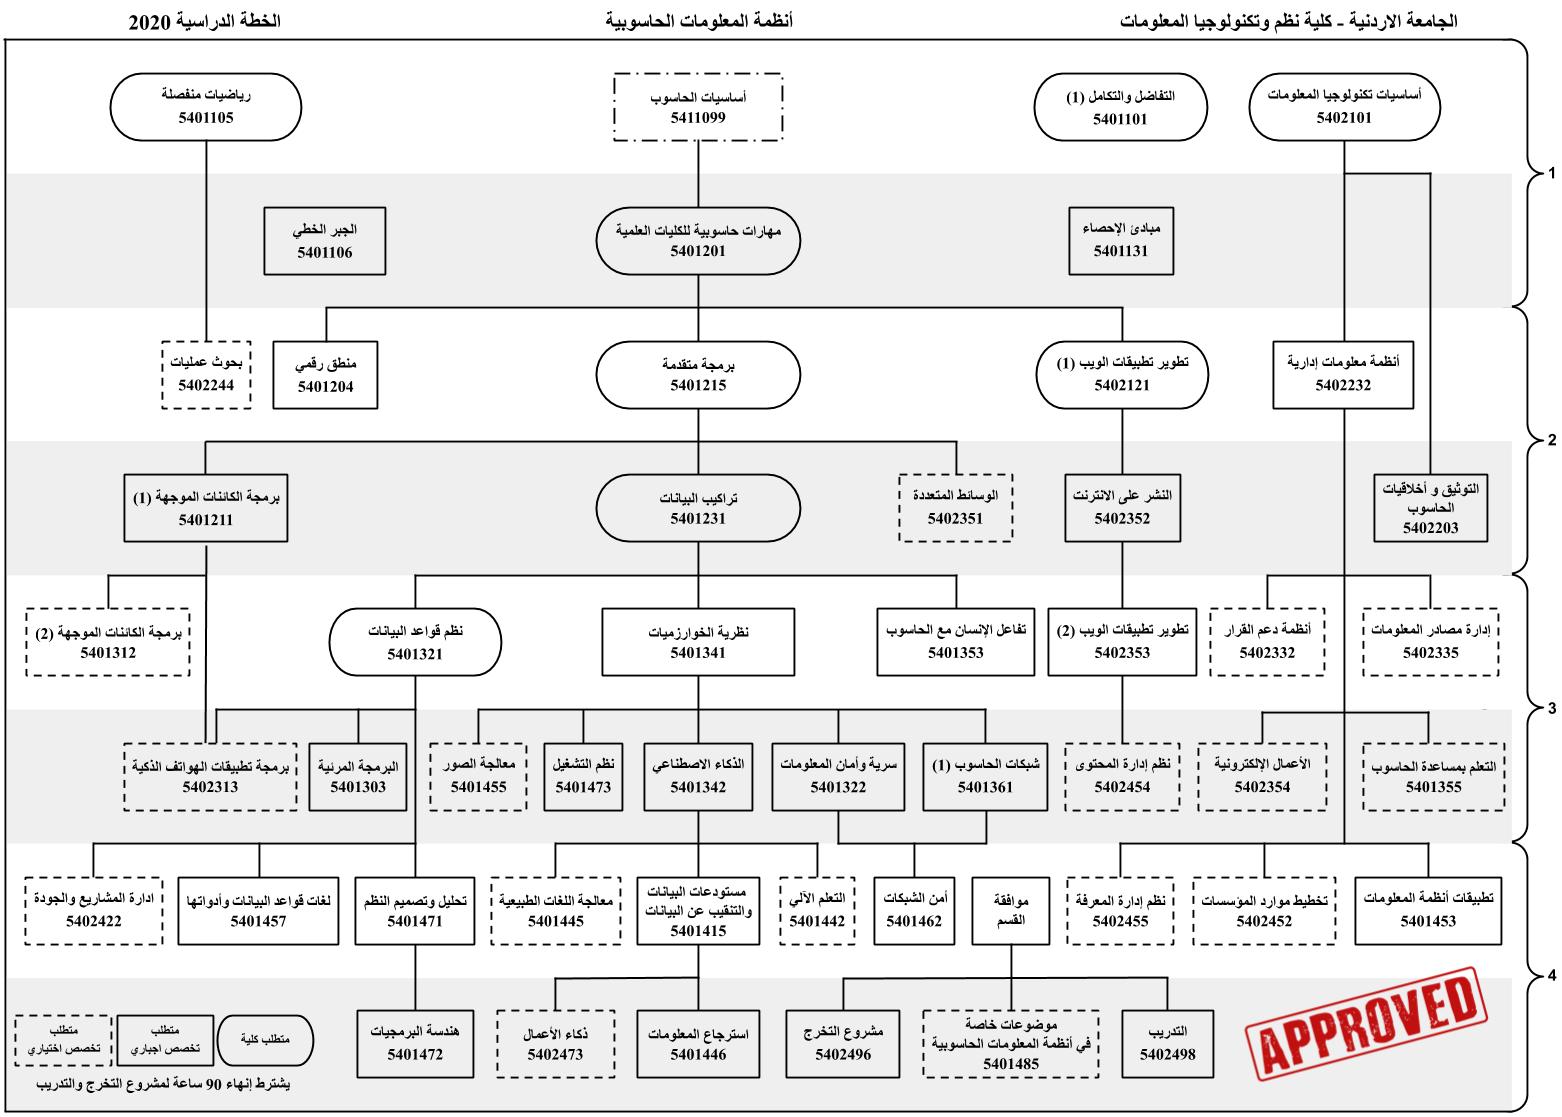 الجامعة الاردنية - كلية نظم وتكنولوجيا المعلومات
أنظمة المعلومات الحاسوبية
الخطة الدراسية 2020
أساسيات تكنولوجيا المعلومات
5402101
التفاضل والتكامل (1)
5401101
أساسيات الحاسوب
5411099
رياضيات منفصلة
5401105
1
مبادئ الإحصاء
5401131
مهارات حاسوبية للكليات العلمية
5401201
الجبر الخطي
5401106
أنظمة معلومات إدارية
5402232
تطوير تطبيقات الويب (1)
5402121
برمجة متقدمة
5401215
منطق رقمي
5401204
بحوث عمليات
5402244
2
التوثيق و أخلاقيات
الحاسوب
5402203
النشر على الانترنت
5402352
الوسائط المتعددة
5402351
تراكيب البيانات
5401231
برمجة الكائنات الموجهة (1)
5401211
إدارة مصادر المعلومات
5402335
أنظمة دعم القرار
5402332
تطوير تطبيقات الويب (2)
5402353
تفاعل الإنسان مع الحاسوب
5401353
نظرية الخوارزميات
5401341
نظم قواعد البيانات
5401321
برمجة الكائنات الموجهة (2)
5401312
3
التعلم بمساعدة الحاسوب
5401355
الأعمال الإلكترونية
5402354
نظم إدارة المحتوى
5402454
شبكات الحاسوب (1)
5401361
سرية وأمان المعلومات
5401322
الذكاء الاصطناعي
5401342
نظم التشغيل
5401473
معالجة الصور
5401455
البرمجة المرئية
5401303
برمجة تطبيقات الهواتف الذكية
5402313
تطبيقات أنظمة المعلومات
5401453
تخطيط موارد المؤسسات
5402452
نظم إدارة المعرفة
5402455
موافقة
القسم
أمن الشبكات
5401462
التعلم الآلي
5401442
مستودعات البيانات
والتنقيب عن البيانات
5401415
معالجة اللغات الطبيعية
5401445
تحليل وتصميم النظم
5401471
لغات قواعد البيانات وأدواتها
5401457
ادارة المشاريع والجودة
5402422
4
التدريب
5402498
موضوعات خاصة
في أنظمة المعلومات الحاسوبية
5401485
مشروع التخرج
5402496
استرجاع المعلومات
5401446
ذكاء الأعمال
5402473
هندسة البرمجيات
5401472
متطلب كلية
متطلب
تخصص اجباري
متطلب
تخصص اختياري
يشترط إنهاء 90 ساعة لمشروع التخرج والتدريب
APPROVED